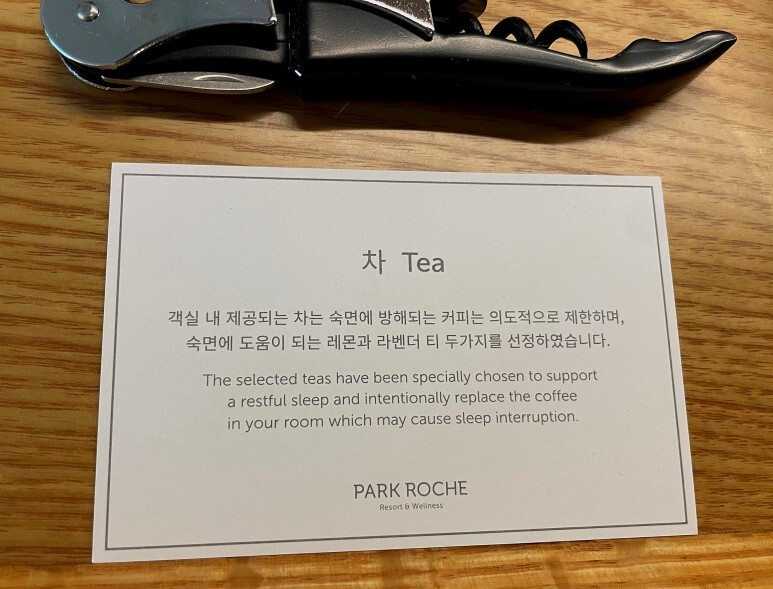 차 Tea
객실 내 제공되는 차는 숙면에 방해되는 커피는 의도적으로 제한하며,
숙면에 도움이 되는 레몬과 라벤더 티 두가지를 선정하였습니다.
The selected teas have been specially chosen to support
a restful sleep and intentionally replace the coffee
in your room which may cause sleep interruption.
PARK ROCHE
Resort & Wellness